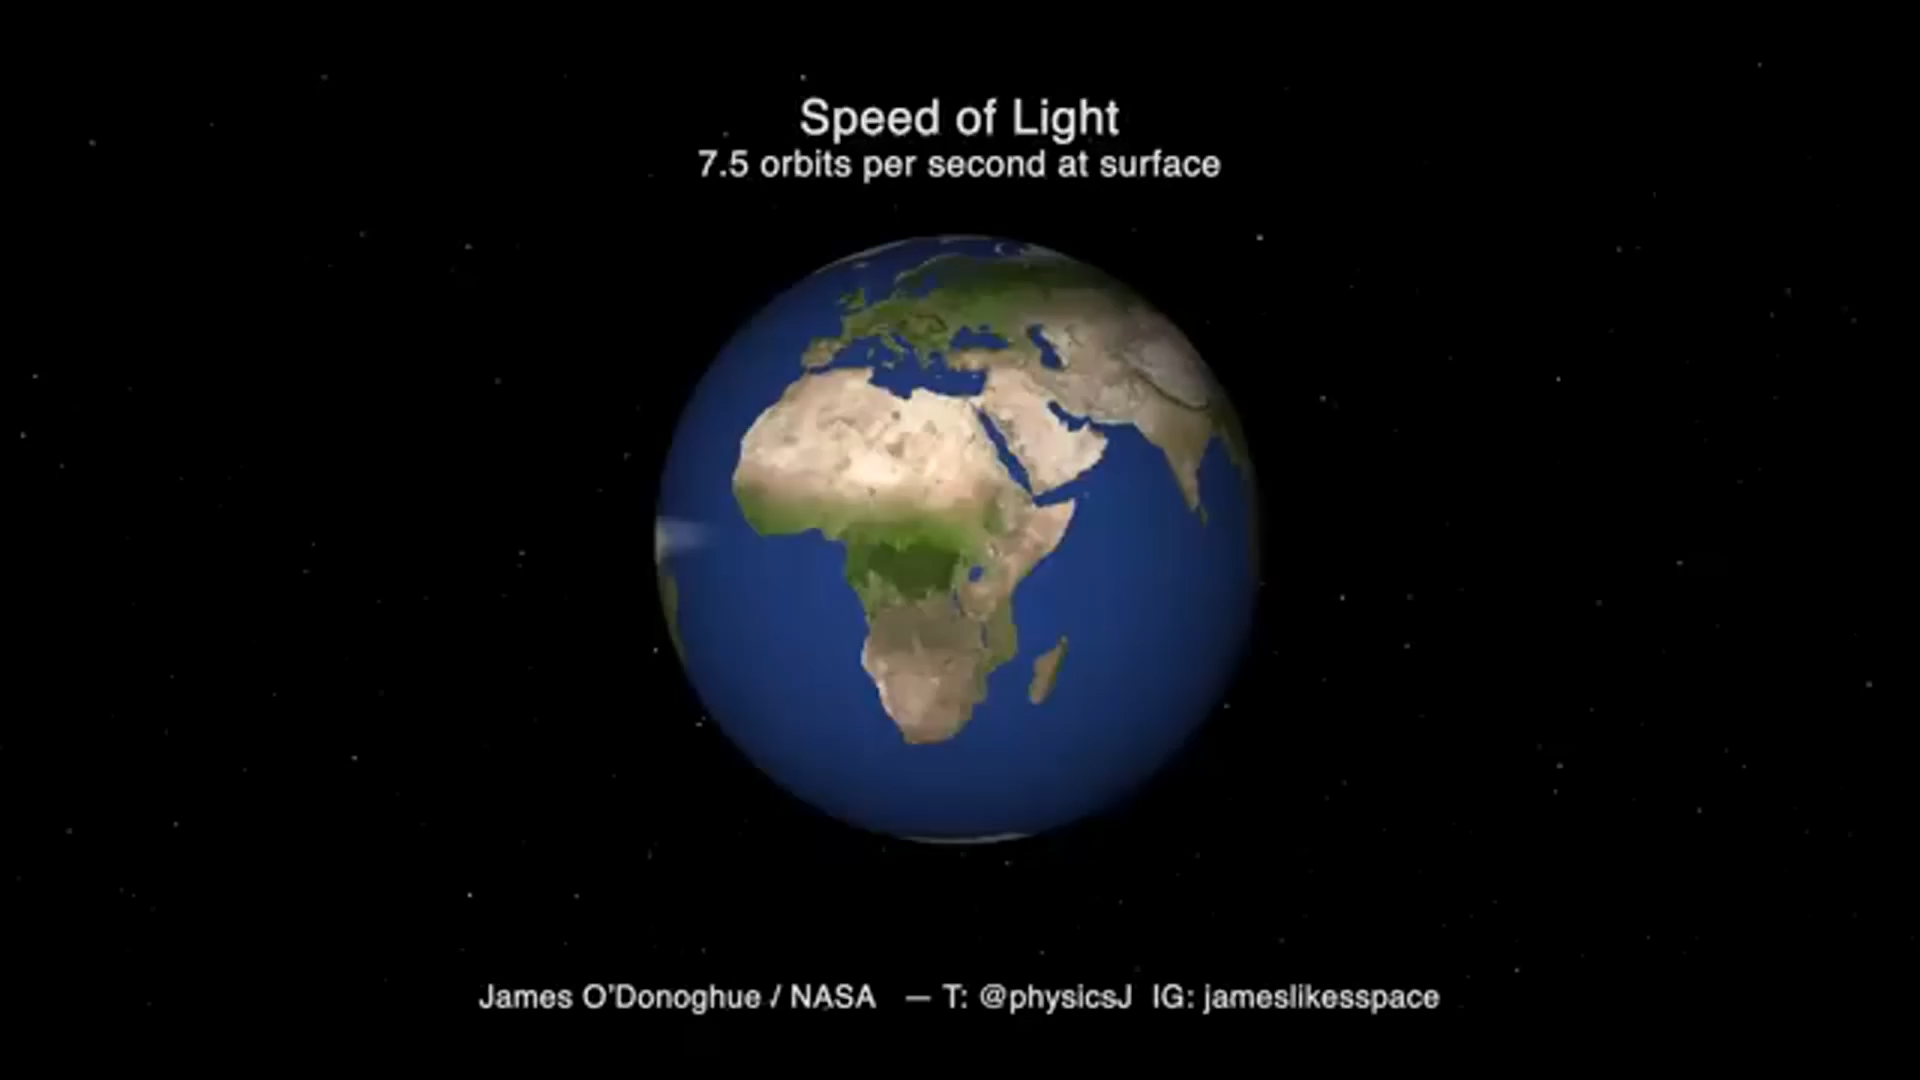 Speed of Light
7.5 orbits per second at surface
James O'Donoghue / NASA — T: @physicsJ IG: jameslikesspace